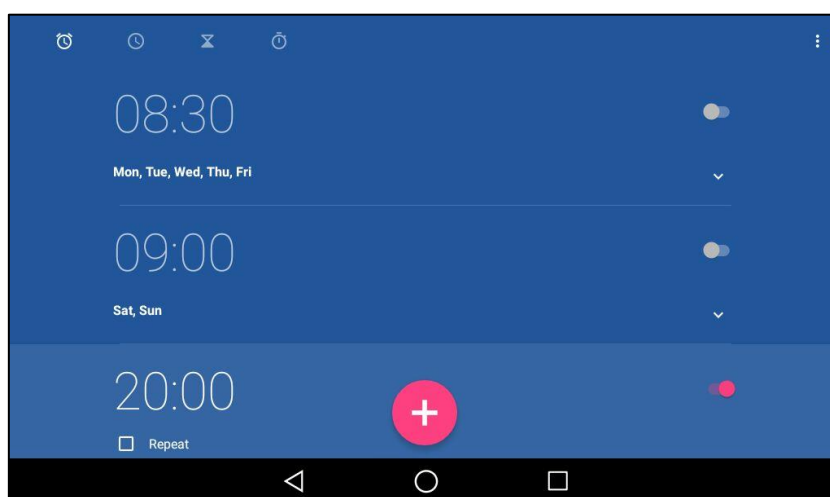 08:30
Mon, Tue, Wed, Thu, Fri
09:00
Sat, Sun
20:00
Repeat